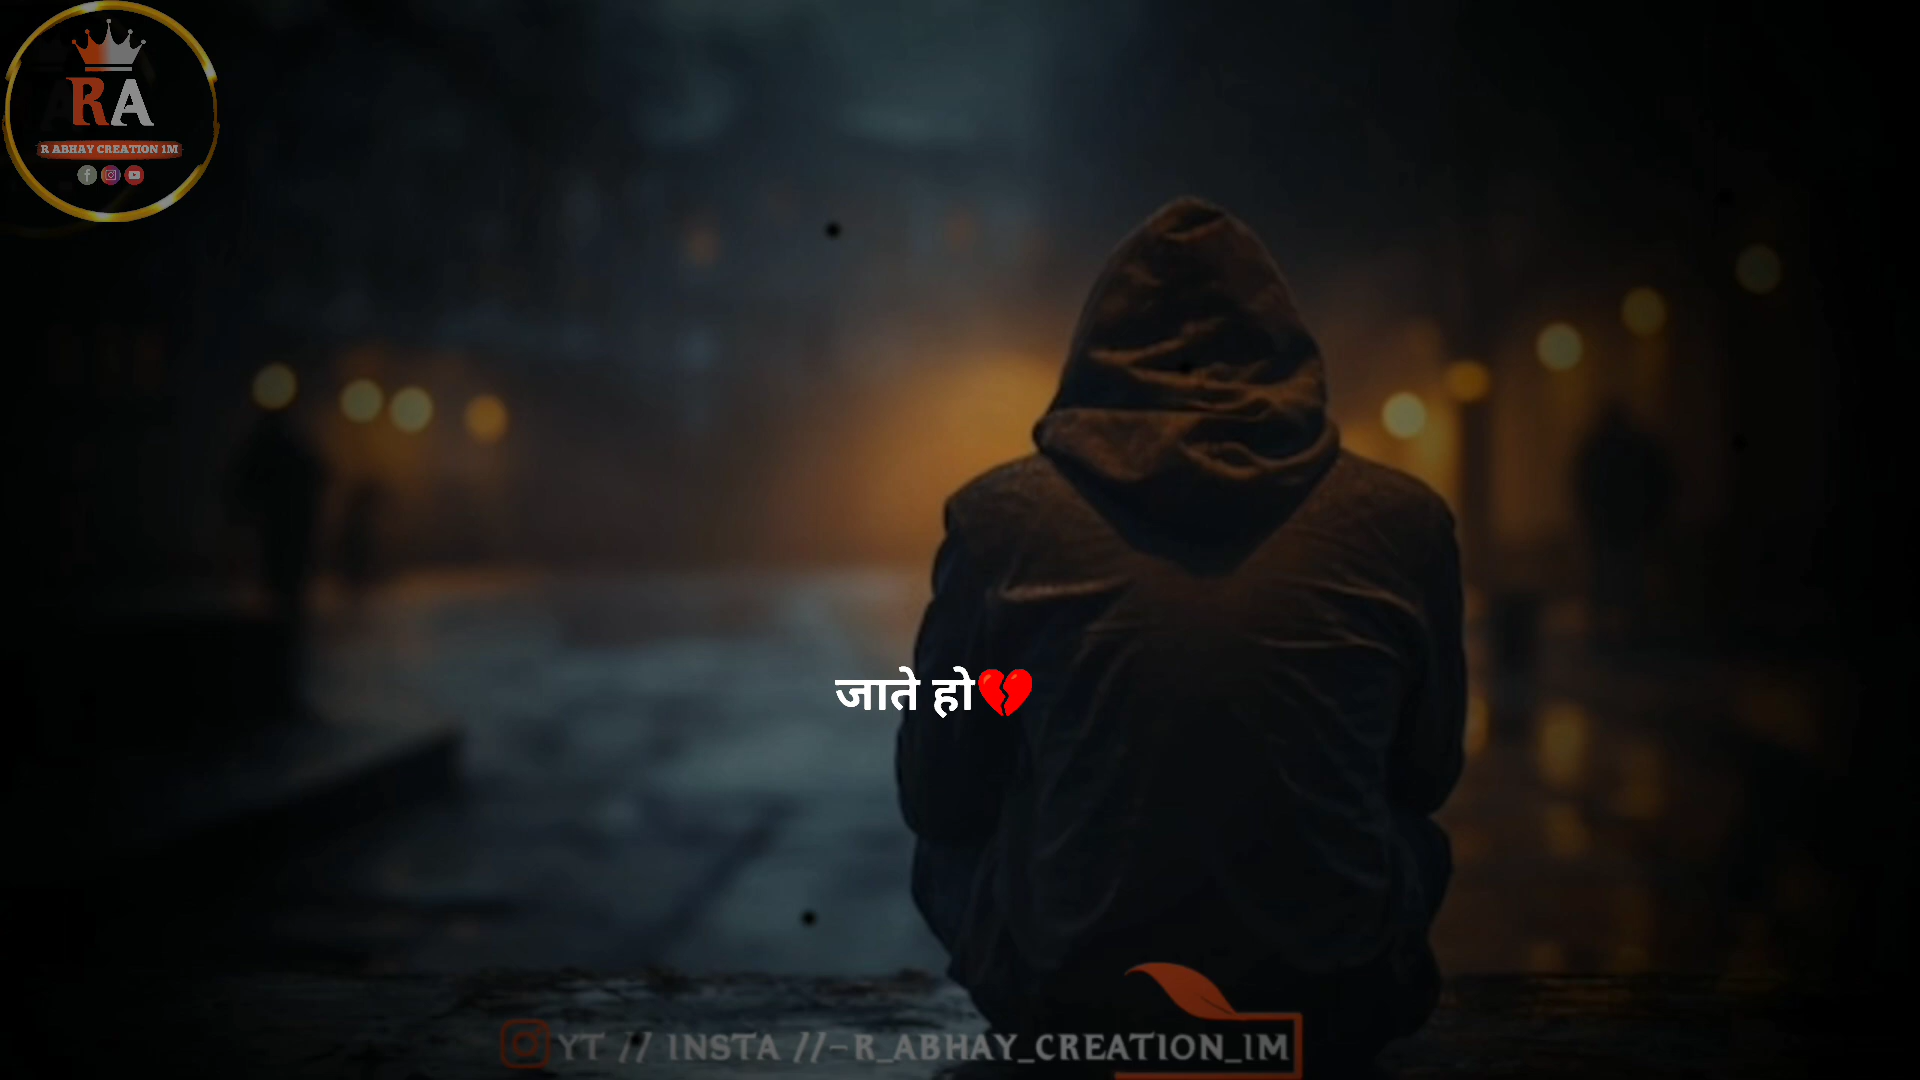 RA
R ABHAY CREATION 1M
जाते हो💔
YT // INSTA //-R_ABHAY_CREATION_1M